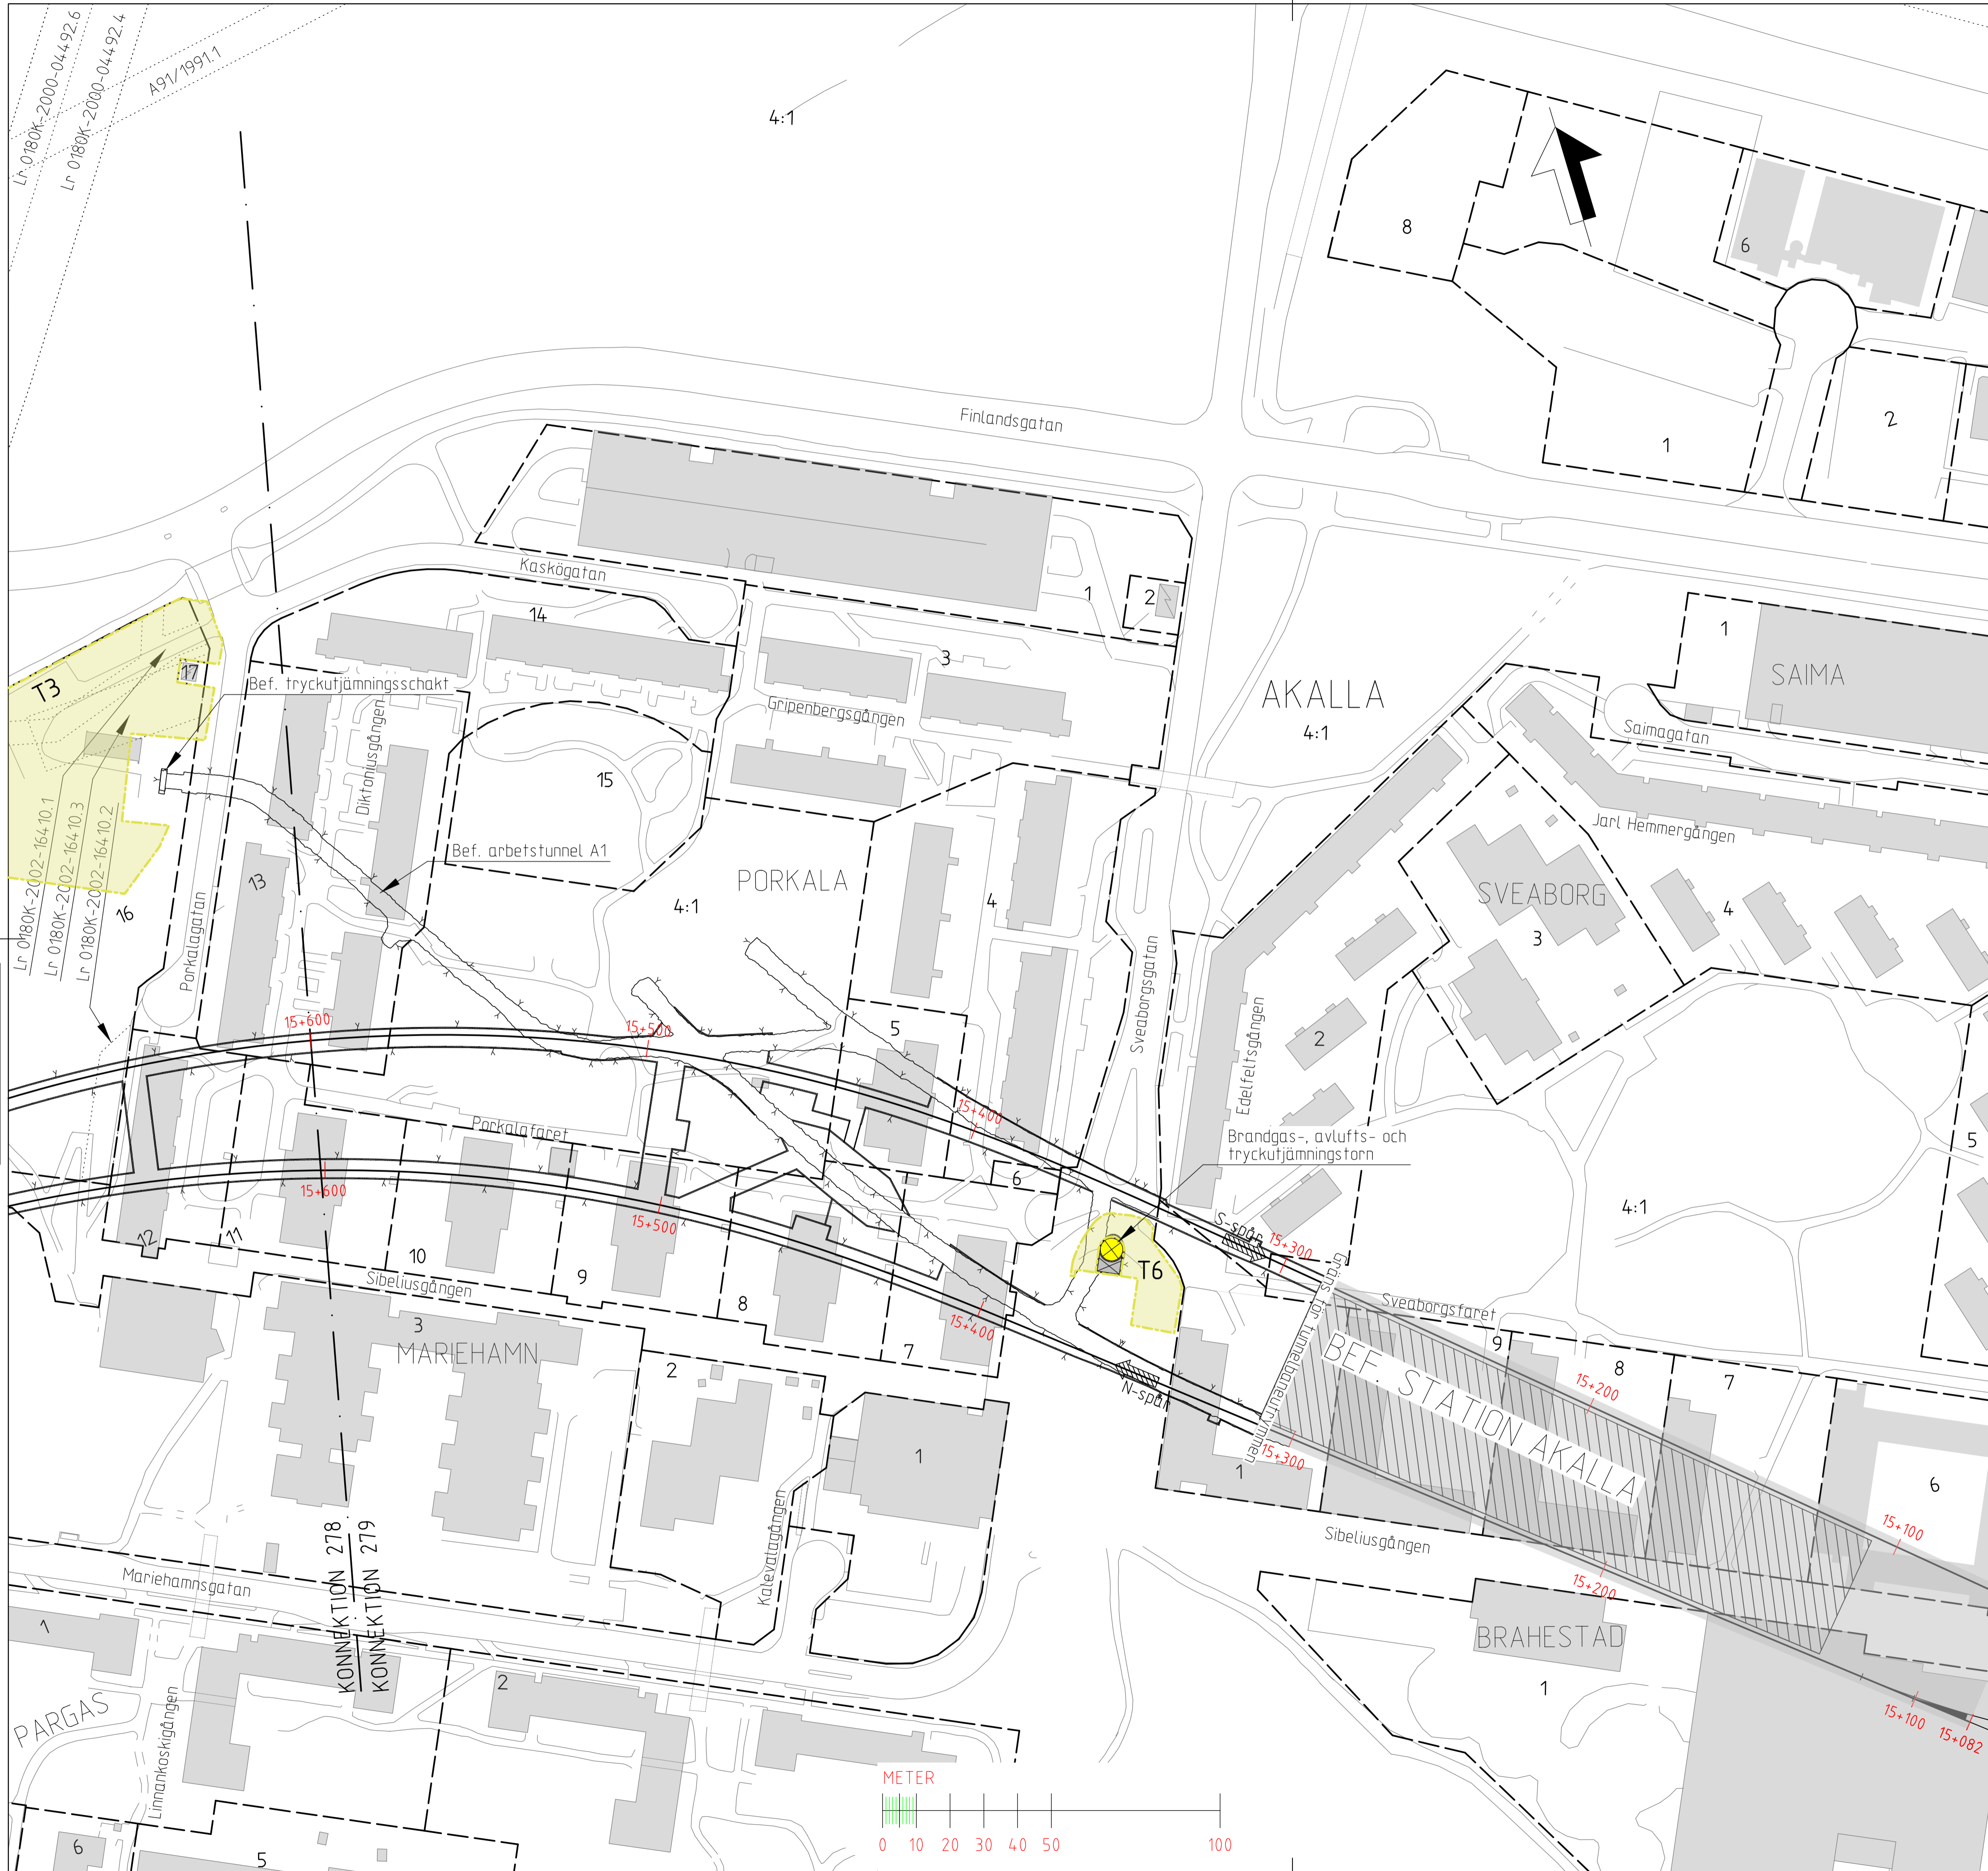 Lr 0180K-2000-04492.6
Lr 0180K-2000-04492.4
A91/1991.1
4:1
8
6
1
2
Finlandsgatan
Kaskögatan
14
1
2
3
17
T3
Bef. tryckutjämningsschakt
Diktoniusgången
Gripenbergsgången
15
AKALLA
4:1
1
SAIMA
Saimagatan
Jarl Hemmergången
Bef. arbetstunnel A1
PORKALA
4:1
13
16
4
SVEABORG
3
4
Lr 0180K-2002-16410.1
Lr 0180K-2002-16410.3
Lr 0180K-2002-16410.2
Porkalagatan
Sveaborgsgatan
Edelfeltsgången
2
5
15+600
15+500
15+400
5
Porkalafaret
Brandgas-, avlufts- och
tryckutjämningstorn
6
8
4:1
15+600
15+500
12
11
10
9
8
7
T6
S-spår
15+300
Sibeliusgången
15+400
N-spår
Gräns för tunnelbaneutrymmen
Sveaborgsfaret
9
8
7
6
3
MARIEHAMN
2
1
1
15+300
BEF. STATION AKALLA
15+200
15+100
15+200
Sibeliusgången
Kalevalagången
Mariehamnsgatan
KONNEKTION 278
KONNEKTION 279
BRAHESTAD
1
15+100
15+082
1
2
PARGAS
Linnankoskigången
6
5
METER
0 10 20 30 40 50 100